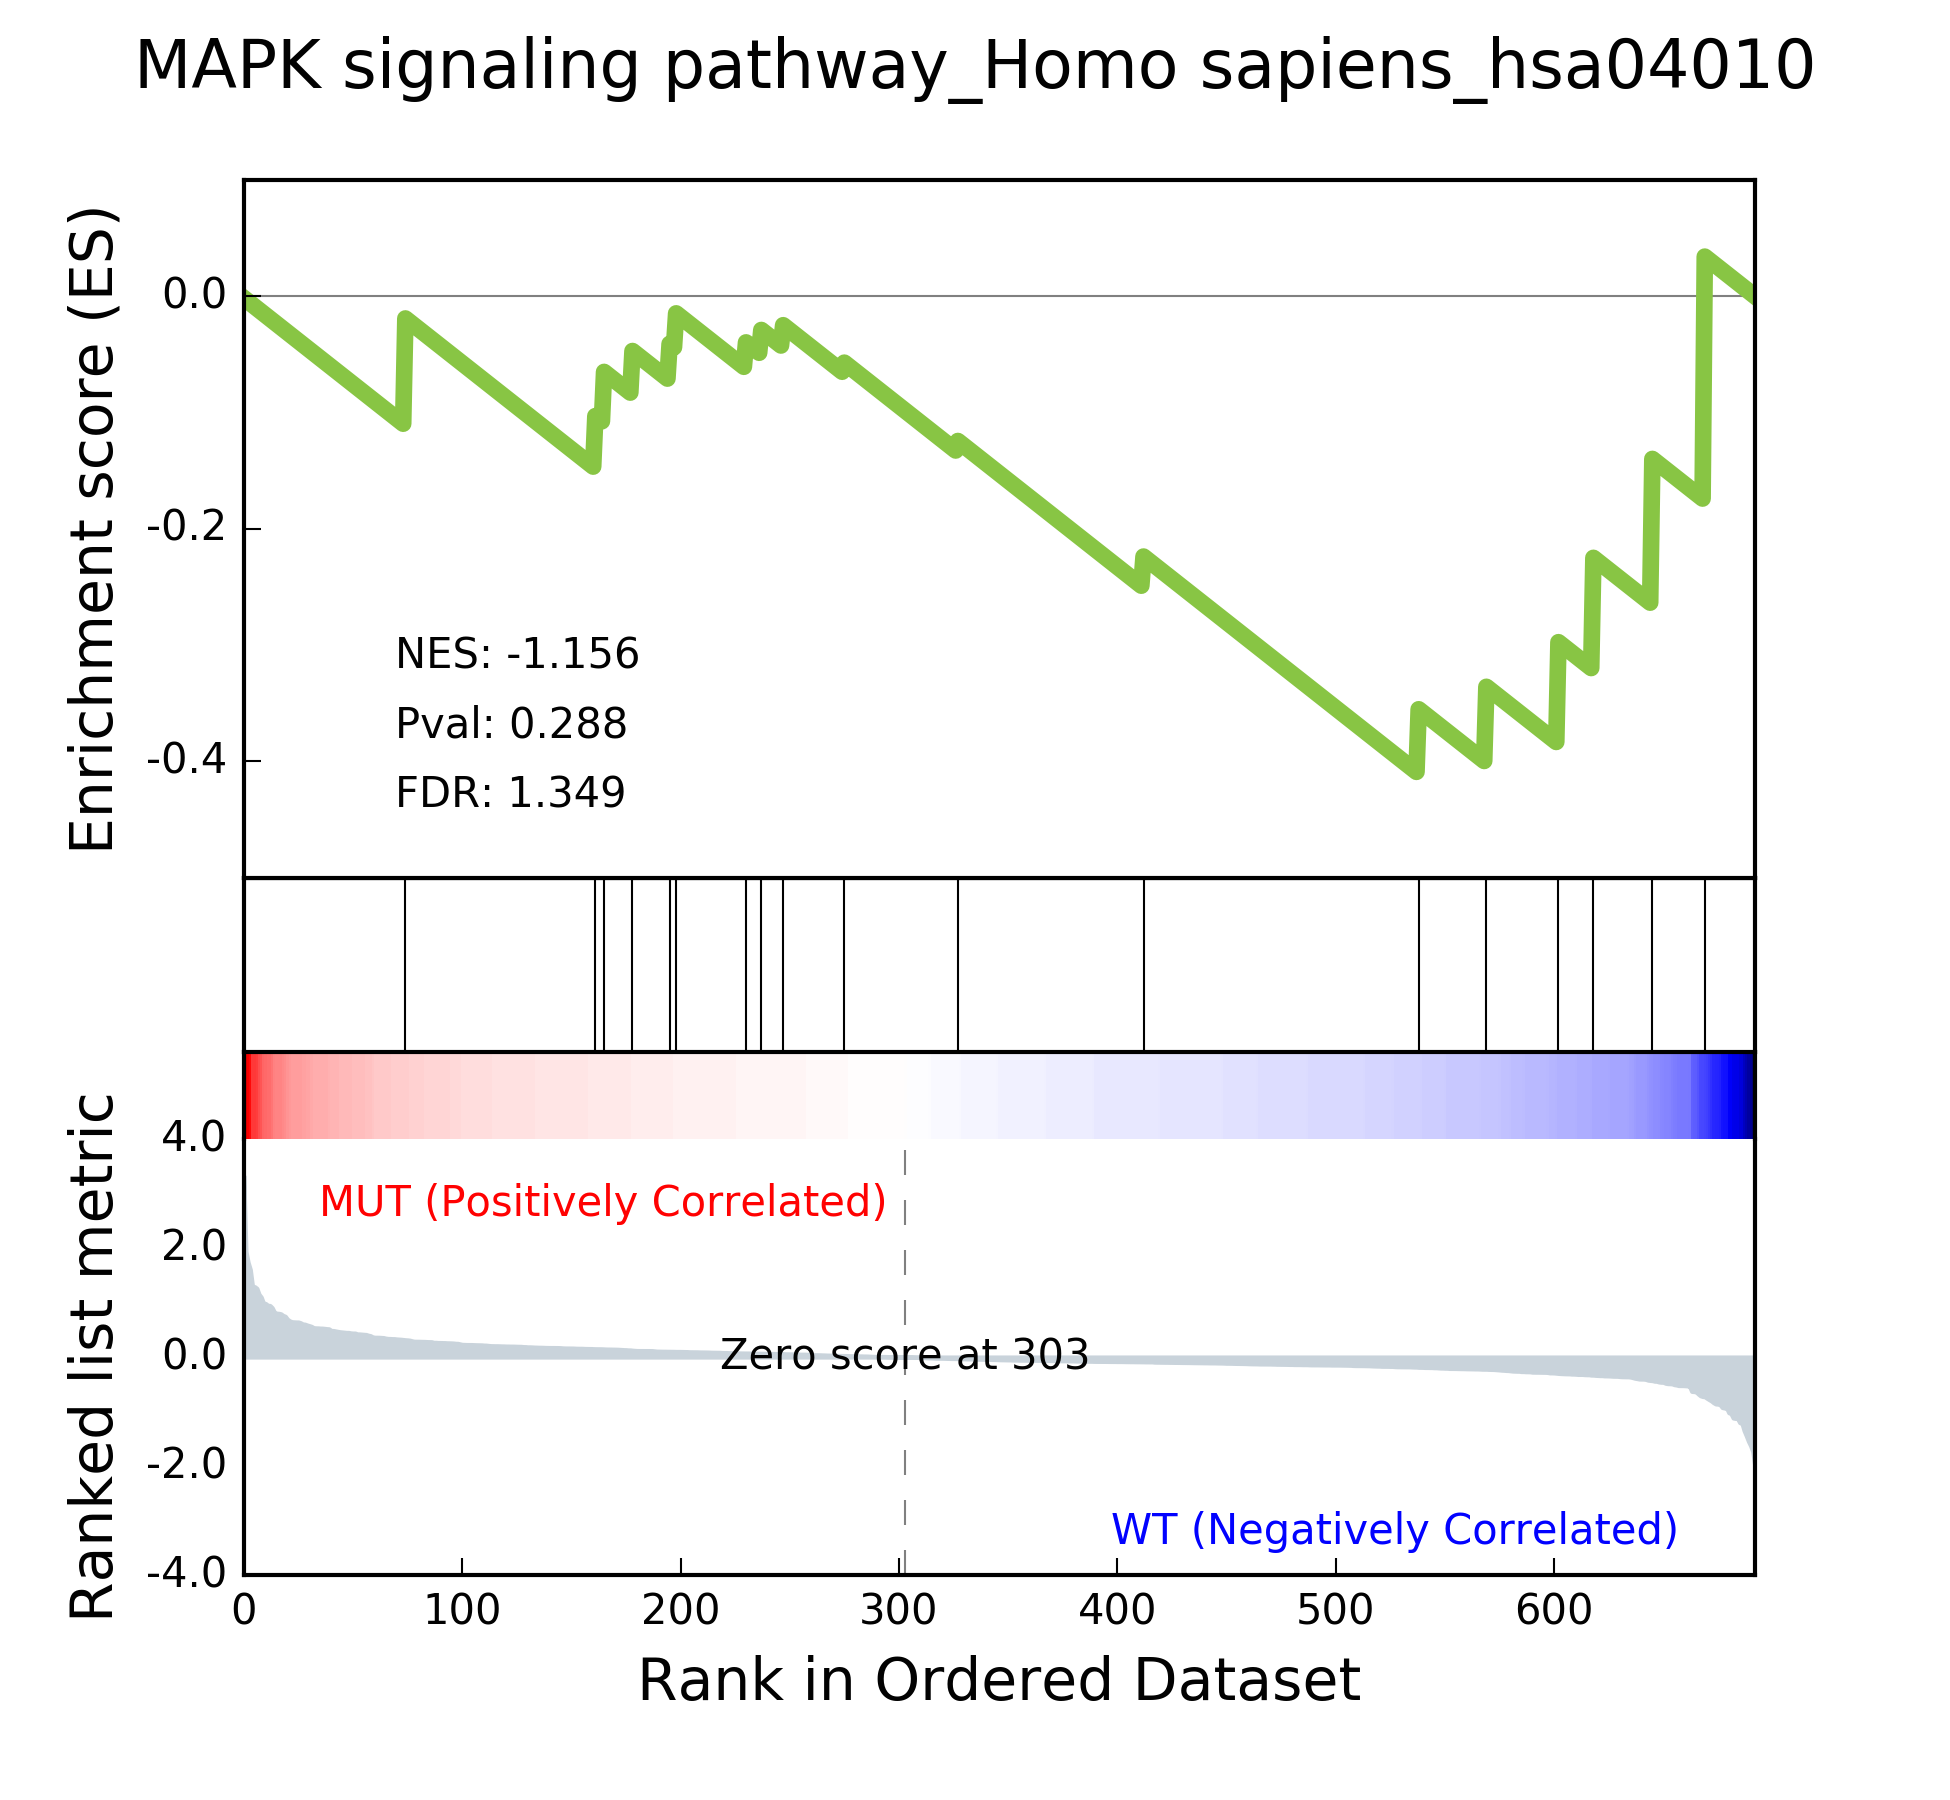 MAPK signaling pathway_Homo sapiens_hsa04010
Enrichment score (ES)
0.0
-0.2
-0.4
NES: -1.156
Pval: 0.288
FDR: 1.349
Ranked list metric
4.0
2.0
0.0
-2.0
-4.0
MUT (Positively Correlated)
Zero score at 303
WT (Negatively Correlated)
0 100 200 300 400 500 600
Rank in Ordered Dataset